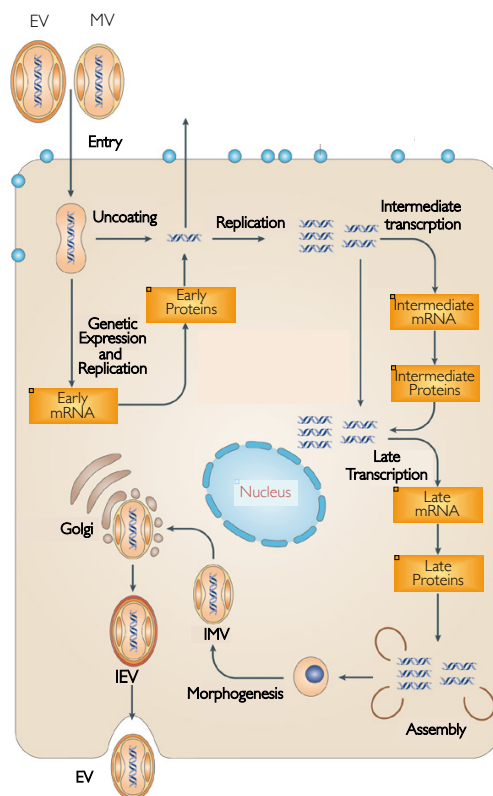 EV
MV
Entry
Uncoating
Replication
Intermediate
transcrption
Early
Proteins
Intermediate
mRNA
Genetic
Expression
and
Replication
Early
mRNA
Intermediate
Proteins
Late
Transcription
Nucleus
Late
mRNA
Golgi
Late
Proteins
IMV
IEV
Morphogenesis
Assembly
EV